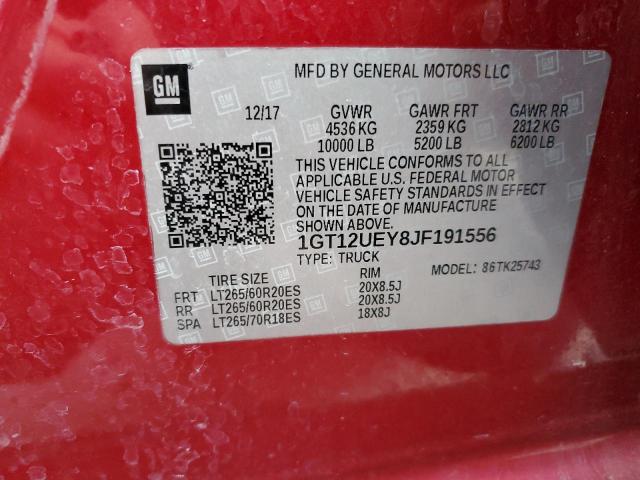 GM
MFD BY GENERAL MOTORS LLC
12/17 GVWR GAWR FRT GAWR RR
4536 KG 2359 KG 2812 KG
10000 LB 5200 LB 6200 LB
THIS VEHICLE CONFORMS TO ALL
APPLICABLE U.S. FEDERAL MOTOR
VEHICLE SAFETY STANDARDS IN EFFECT
ON THE DATE OF MANUFACTURE
SHOWN ABOVE.
1GT12UEY8JF191556
TYPE: TRUCK MODEL: 86TK25743
TIRE SIZE RIM
FRT LT265/60R20ES 20X8.5J
RR LT265/60R20ES 20X8.5J
SPA LT265/70R18ES 18X8J